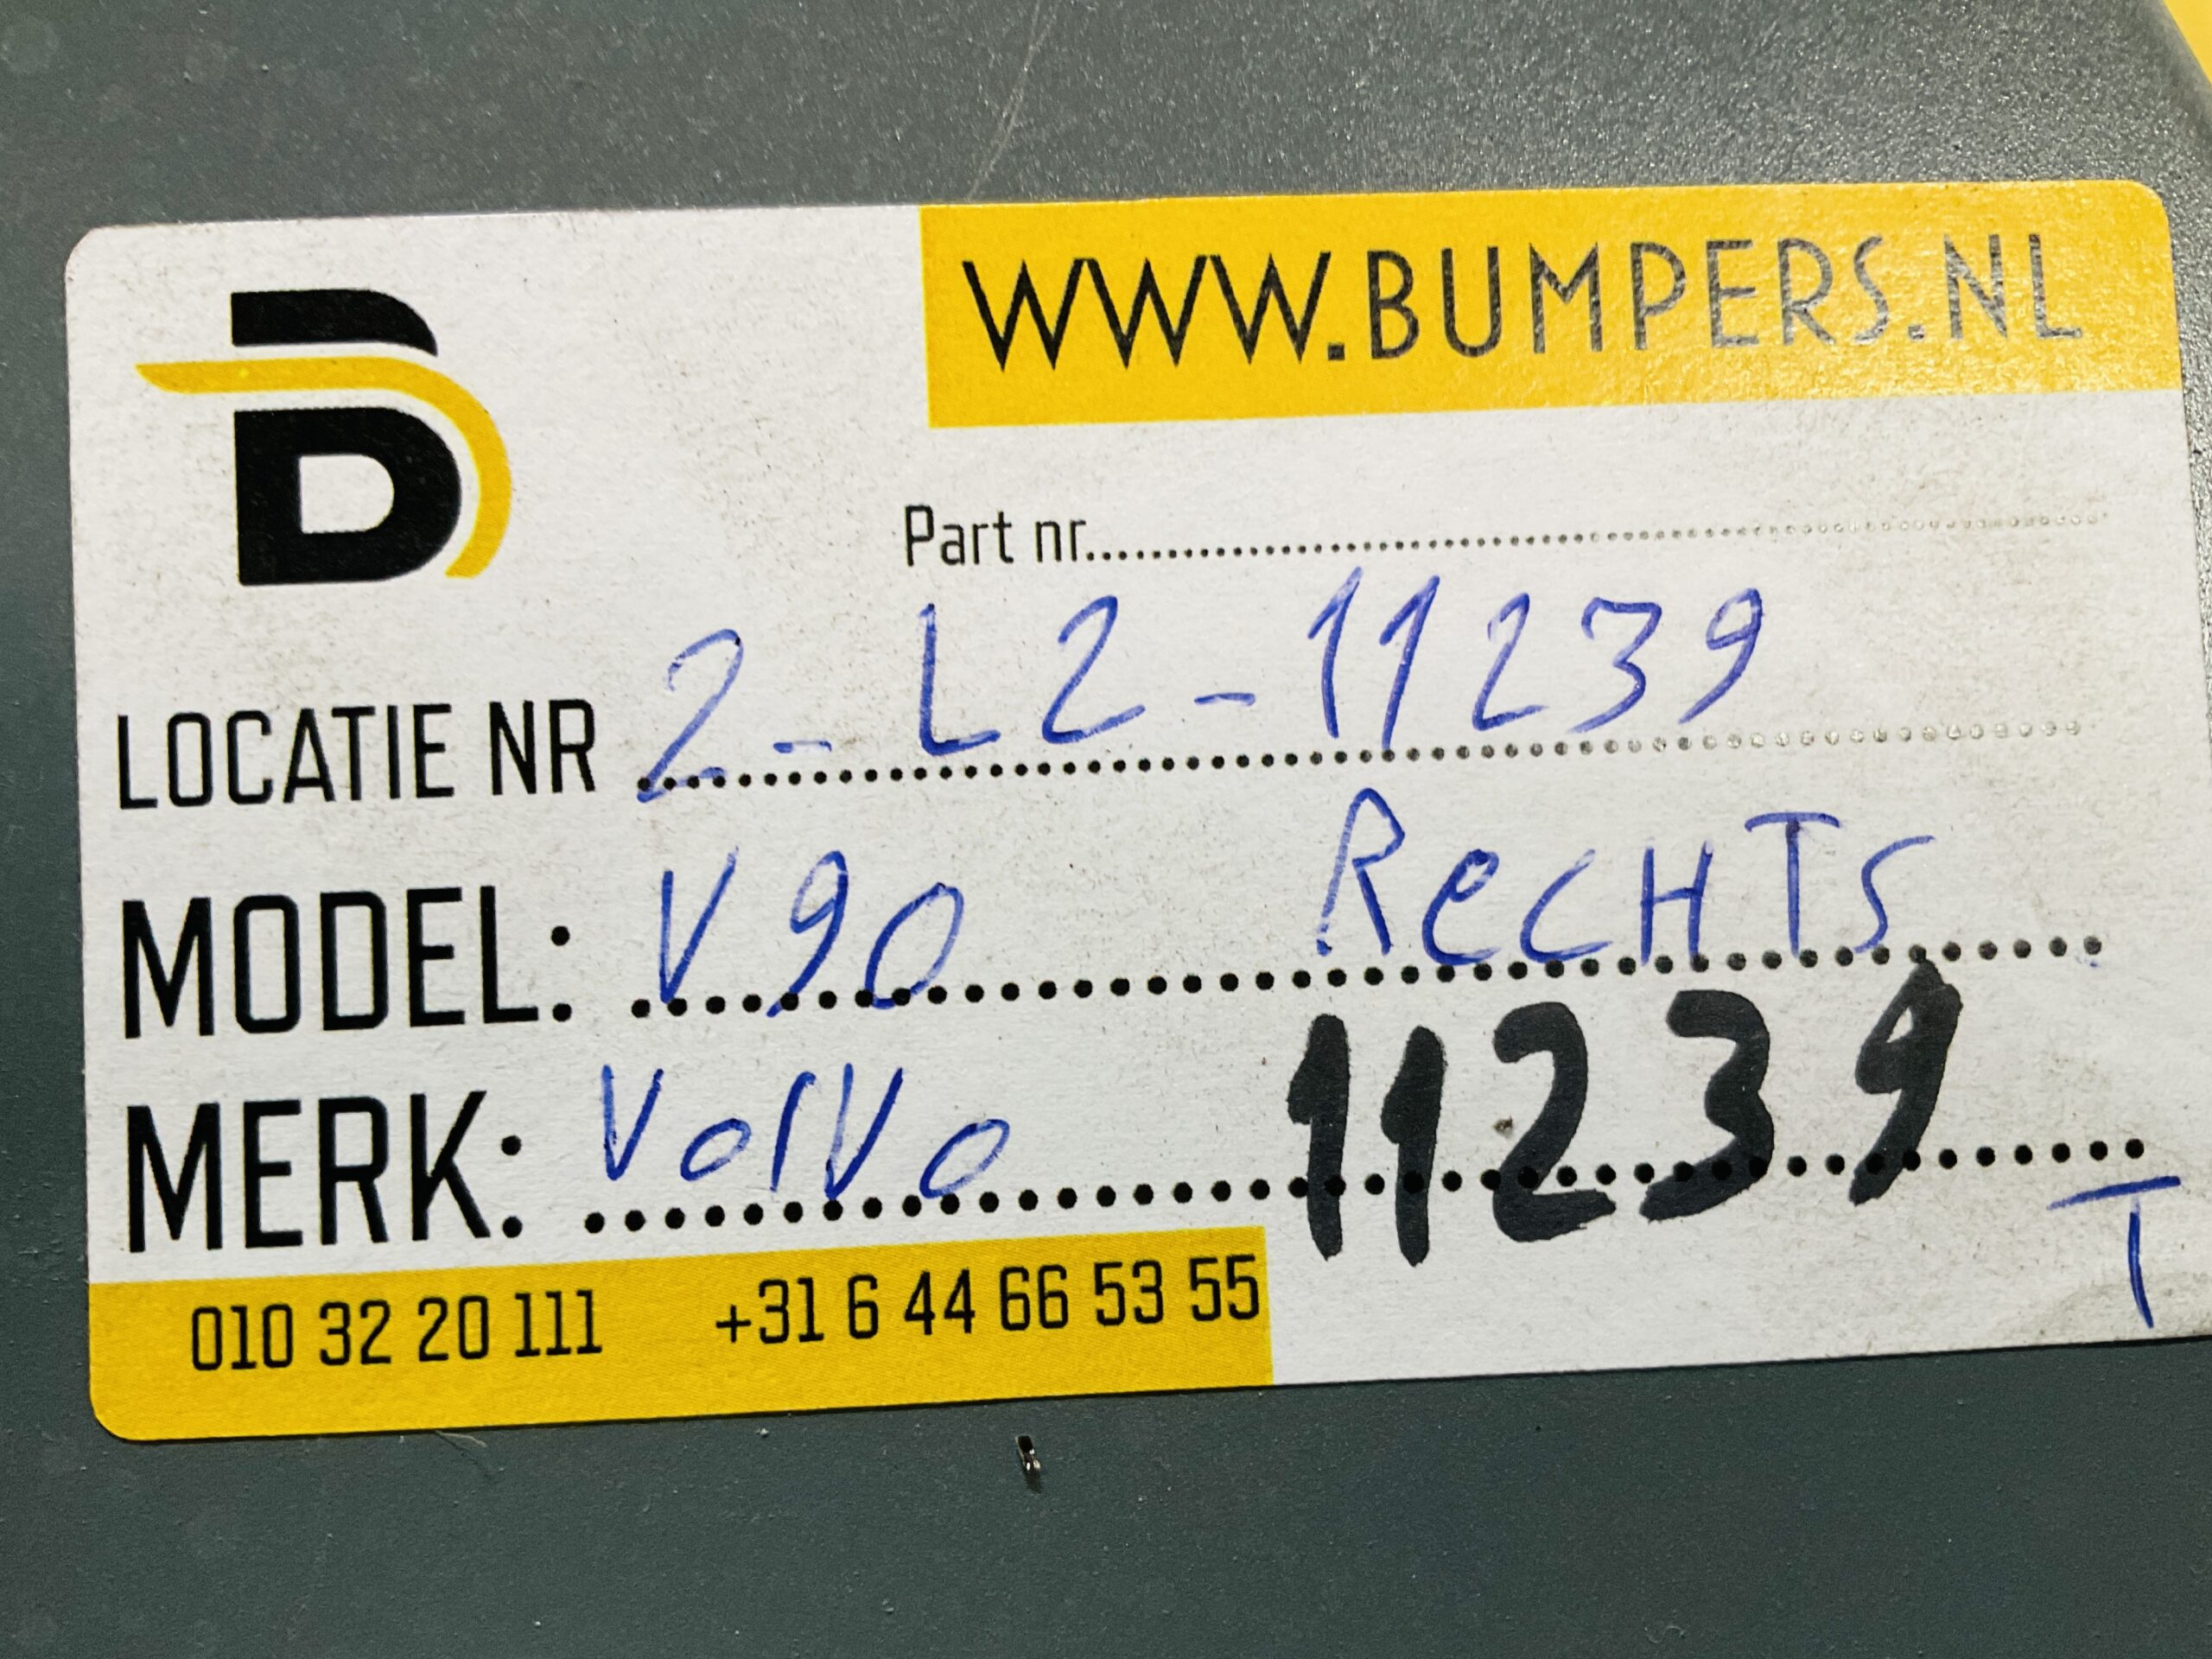 B
WWW.BUMPERS.NL
Part nr.
LOCATIE NR 2-L2-11239
MODEL: V90 RecHTS
MERK: VolVo 11239
T
010 32 20 111 +31 6 44 66 53 55